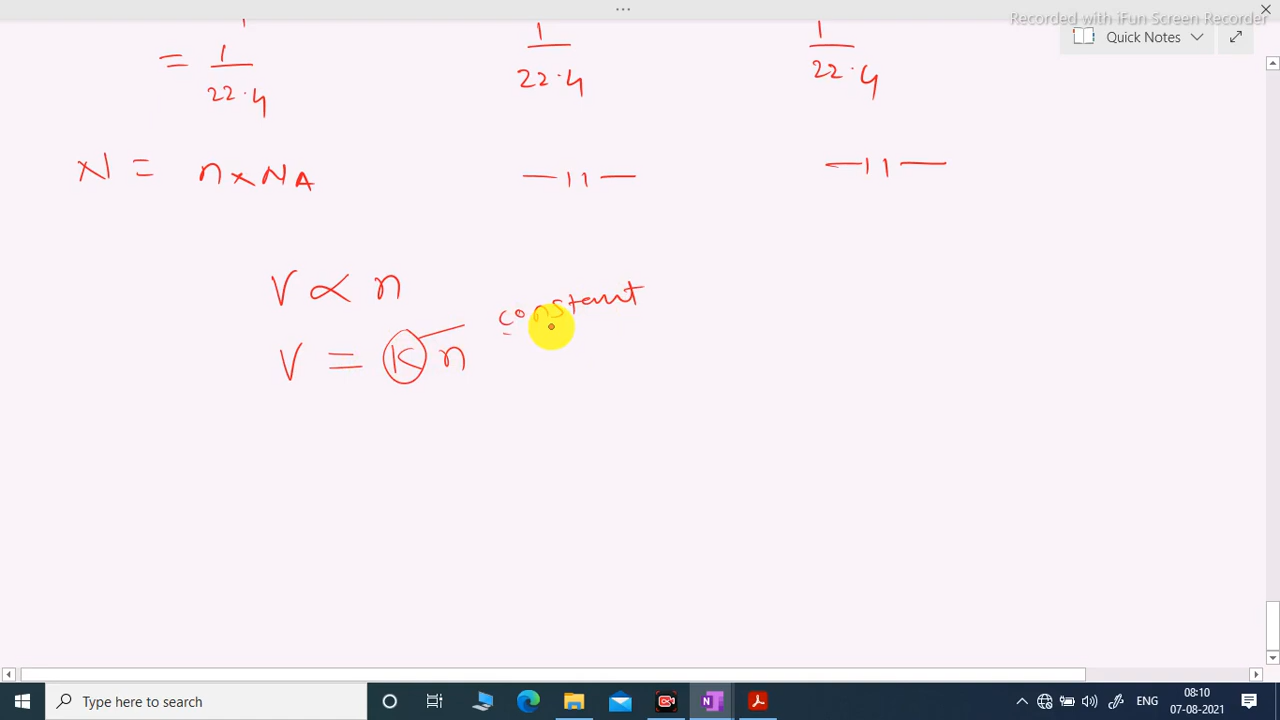 ...
Recorded with iFun Screen Recorder
Quick Notes
= 1/22.4 1/22.4 1/22.4
N = n×NA —11— —11—
V ∝ n
constant
V = K n
Type here to search
ENG
08:10
07-08-2021